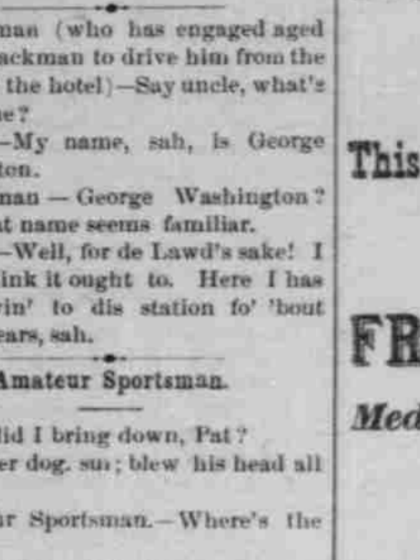 man (who has engaged aged
ackman to drive him from the
the hotel)—Say uncle, what's
e?
—My name, sah, is George
ton.
man — George Washington?
t name seems familiar.
—Well, for de Lawd's sake! I
ink it ought to. Here I has
vin' to dis station fo' 'bout
ears, sah.
Amateur Sportsman.
did I bring down, Pat?
er dog. sur; blew his head all
ur Sportsman.—Where's the
This
FR
Med